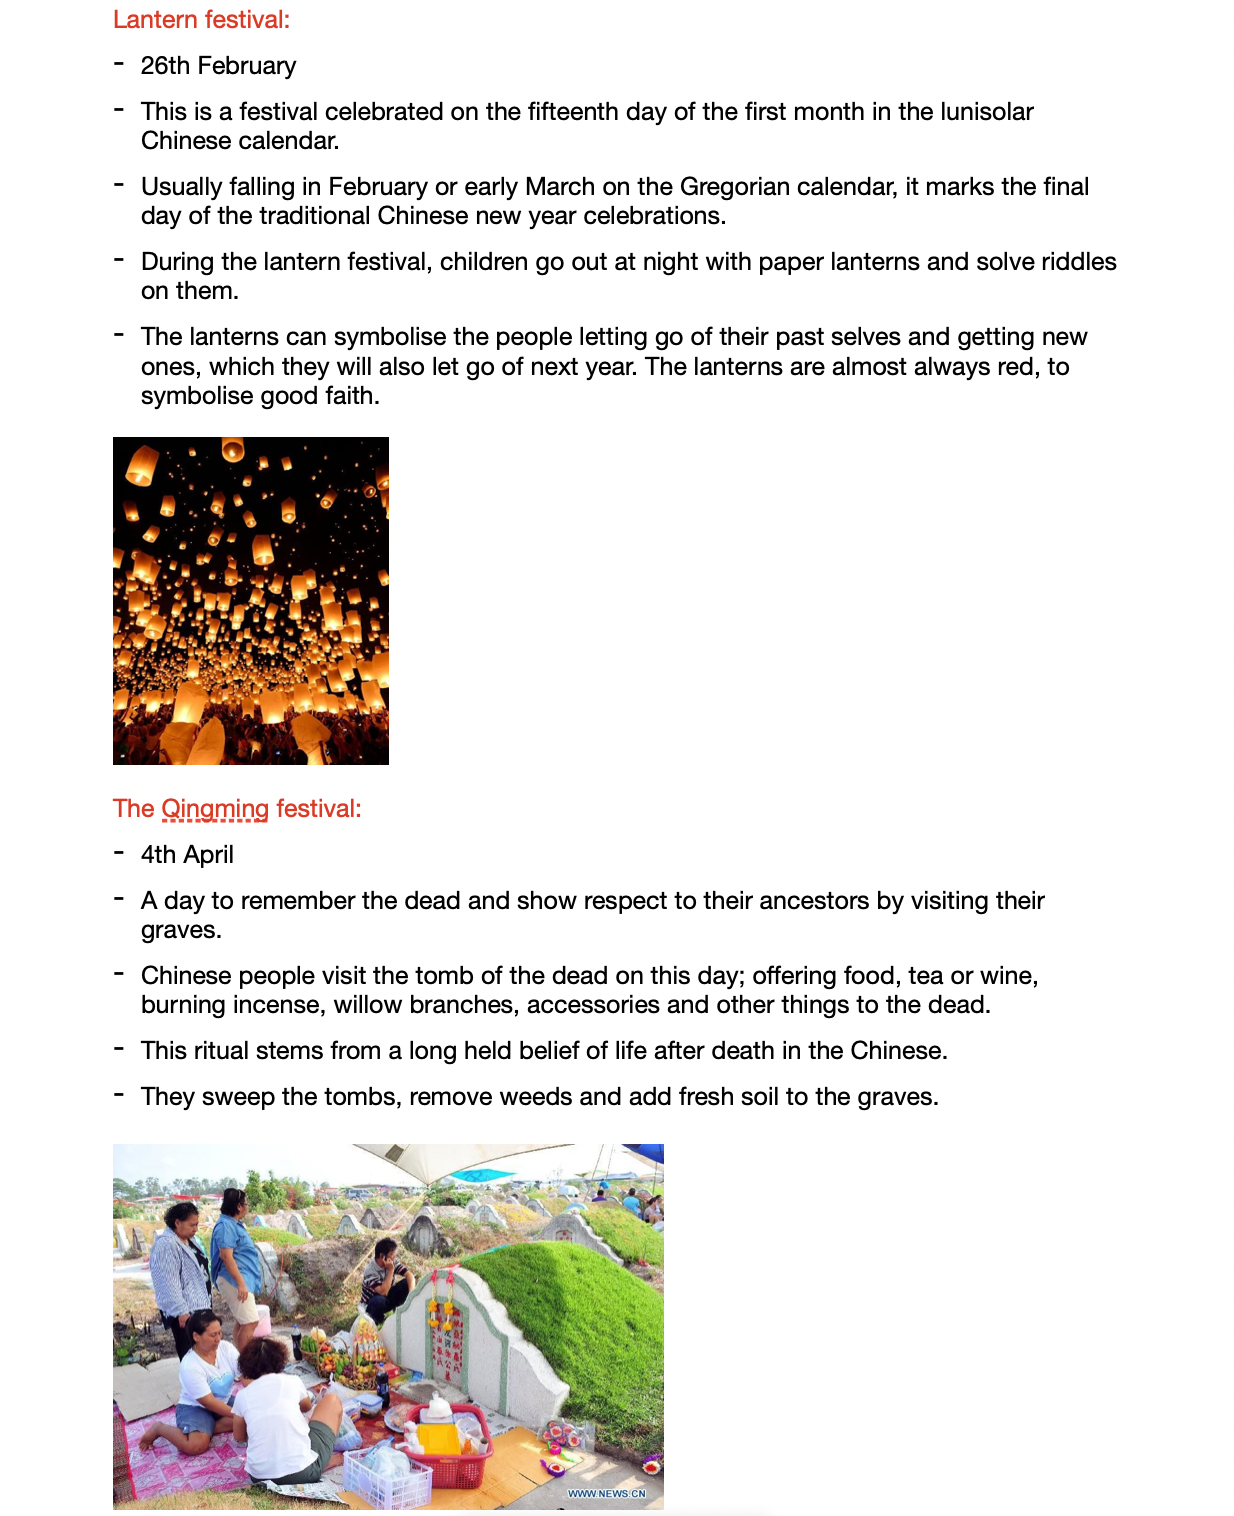 Lantern festival:
- 26th February
- This is a festival celebrated on the fifteenth day of the first month in the lunisolar
Chinese calendar.
- Usually falling in February or early March on the Gregorian calendar, it marks the final
day of the traditional Chinese new year celebrations.
- During the lantern festival, children go out at night with paper lanterns and solve riddles
on them.
- The lanterns can symbolise the people letting go of their past selves and getting new
ones, which they will also let go of next year. The lanterns are almost always red, to
symbolise good faith.
The Qingming festival:
- 4th April
- A day to remember the dead and show respect to their ancestors by visiting their
graves.
- Chinese people visit the tomb of the dead on this day; offering food, tea or wine,
burning incense, willow branches, accessories and other things to the dead.
- This ritual stems from a long held belief of life after death in the Chinese.
- They sweep the tombs, remove weeds and add fresh soil to the graves.
WWW.NEWS.CN